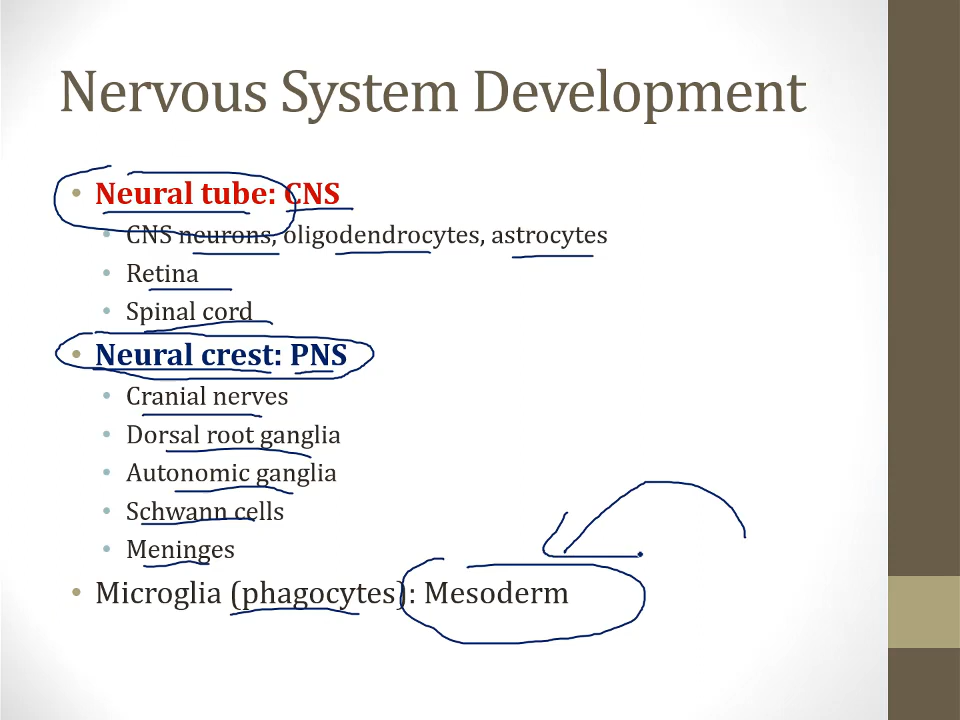 Nervous System Development
• Neural tube: CNS
• CNS neurons, oligodendrocytes, astrocytes
• Retina
• Spinal cord
• Neural crest: PNS
• Cranial nerves
• Dorsal root ganglia
• Autonomic ganglia
• Schwann cells
• Meninges
• Microglia (phagocytes): Mesoderm